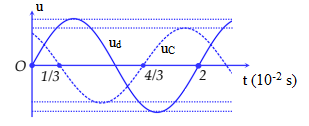 u
u_d
u_C
O
1/3
4/3
2
t (10^-2 s)